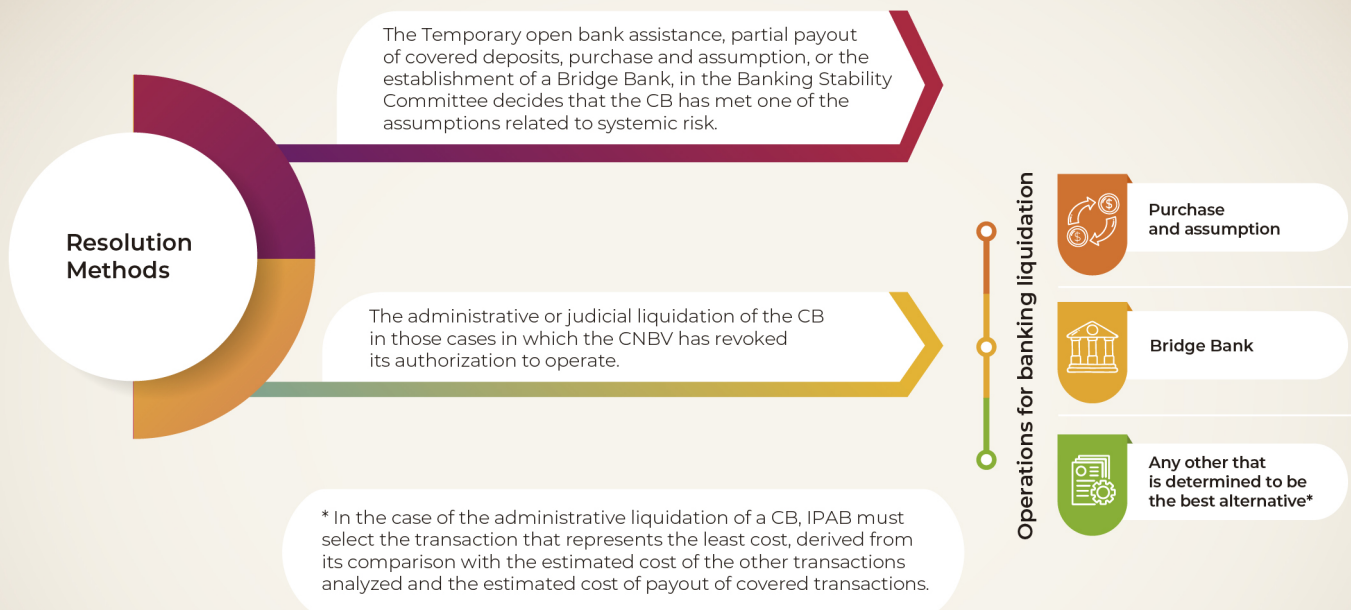 Resolution
Methods
The Temporary open bank assistance, partial payout
of covered deposits, purchase and assumption, or the
establishment of a Bridge Bank, in the Banking Stability
Committee decides that the CB has met one of the
assumptions related to systemic risk.
The administrative or judicial liquidation of the CB
in those cases in which the CNBV has revoked
its authorization to operate.
Operations for banking liquidation
Purchase
and assumption
Bridge Bank
Any other that
is determined to be
the best alternative*
* In the case of the administrative liquidation of a CB, IPAB must
select the transaction that represents the least cost, derived from
its comparison with the estimated cost of the other transactions
analyzed and the estimated cost of payout of covered transactions.